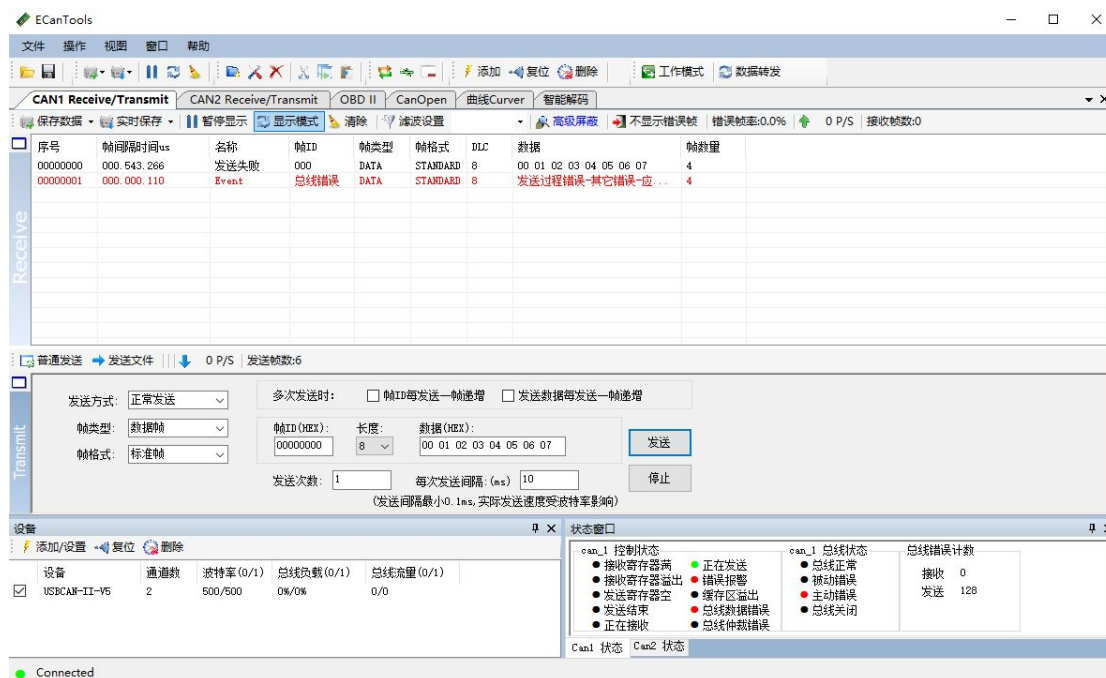 ECanTools
文件 操作 视图 窗口 帮助
添加 复位 删除 工作模式 数据转发
CAN1 Receive/Transmit CAN2 Receive/Transmit OBD II CanOpen 曲线Curver 智能解码
保存数据 实时保存 暂停显示 显示模式 清除 滤波设置 高级屏蔽 不显示错误帧 错误帧率:0.0% 0 P/S 接收帧数:0
序号 帧间隔时间us 名称 帧ID 帧类型 帧格式 DLC 数据 帧数量
00000000 000.543.266 发送失败 000 DATA STANDARD 8 00 01 02 03 04 05 06 07 4
00000001 000.000.110 Event 总线错误 DATA STANDARD 8 发送过程错误-其它错误-应... 4
Receive
普通发送 发送文件 0 P/S 发送帧数:6
发送方式: 正常发送 多次发送时: 帧ID每发送一帧递增 发送数据每发送一帧递增
帧类型: 数据帧 帧ID(HEX): 长度: 数据(HEX):
00000000 8 00 01 02 03 04 05 06 07 发送
帧格式: 标准帧
发送次数: 1 每次发送间隔:(ms) 10 停止
(发送间隔最小0.1ms,实际发送速度受波特率影响)
Transmit
设备
添加/设置 复位 删除
设备 通道数 波特率(0/1) 总线负载(0/1) 总线流量(0/1)
USBCAN-II-V5 2 500/500 0%/0% 0/0
状态窗口
can_1 控制状态 can_1 总线状态 总线错误计数
接收寄存器满 正在发送 总线正常 接收 0
接收寄存器溢出 错误报警 被动错误
发送寄存器空 缓存区溢出 主动错误 发送 128
发送结束 总线数据错误 总线关闭
正在接收 总线仲裁错误
Can1 状态 Can2 状态
Connected